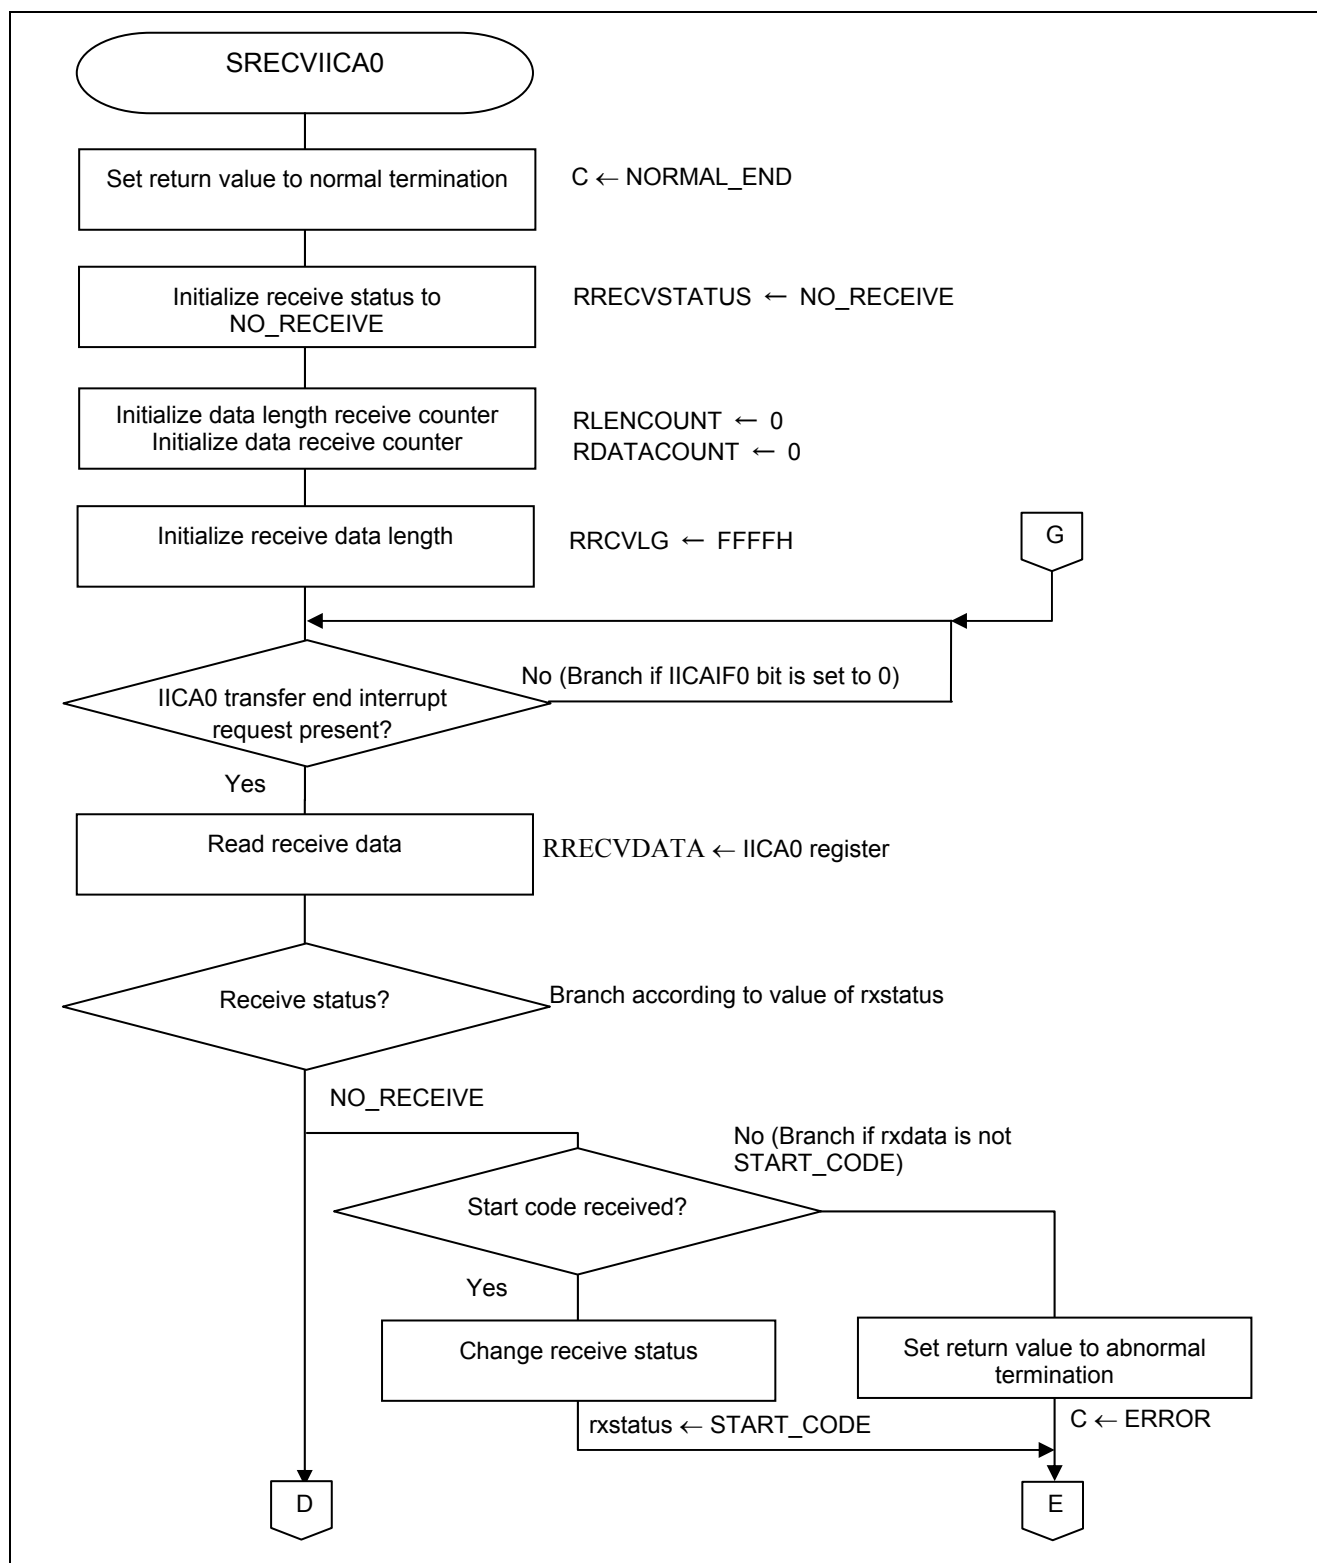 SRECVIICA0
Set return value to normal termination
C ← NORMAL_END
Initialize receive status to
NO_RECEIVE
RRECVSTATUS ← NO_RECEIVE
Initialize data length receive counter
Initialize data receive counter
RLENCOUNT ← 0
RDATACOUNT ← 0
Initialize receive data length
RRCVLG ← FFFFH
G
IICA0 transfer end interrupt
request present?
No (Branch if IICAIF0 bit is set to 0)
Yes
Read receive data
RRECVDATA ← IICA0 register
Receive status?
Branch according to value of rxstatus
NO_RECEIVE
No (Branch if rxdata is not
START_CODE)
Start code received?
Yes
Change receive status
Set return value to abnormal
termination
rxstatus ← START_CODE
C ← ERROR
D
E